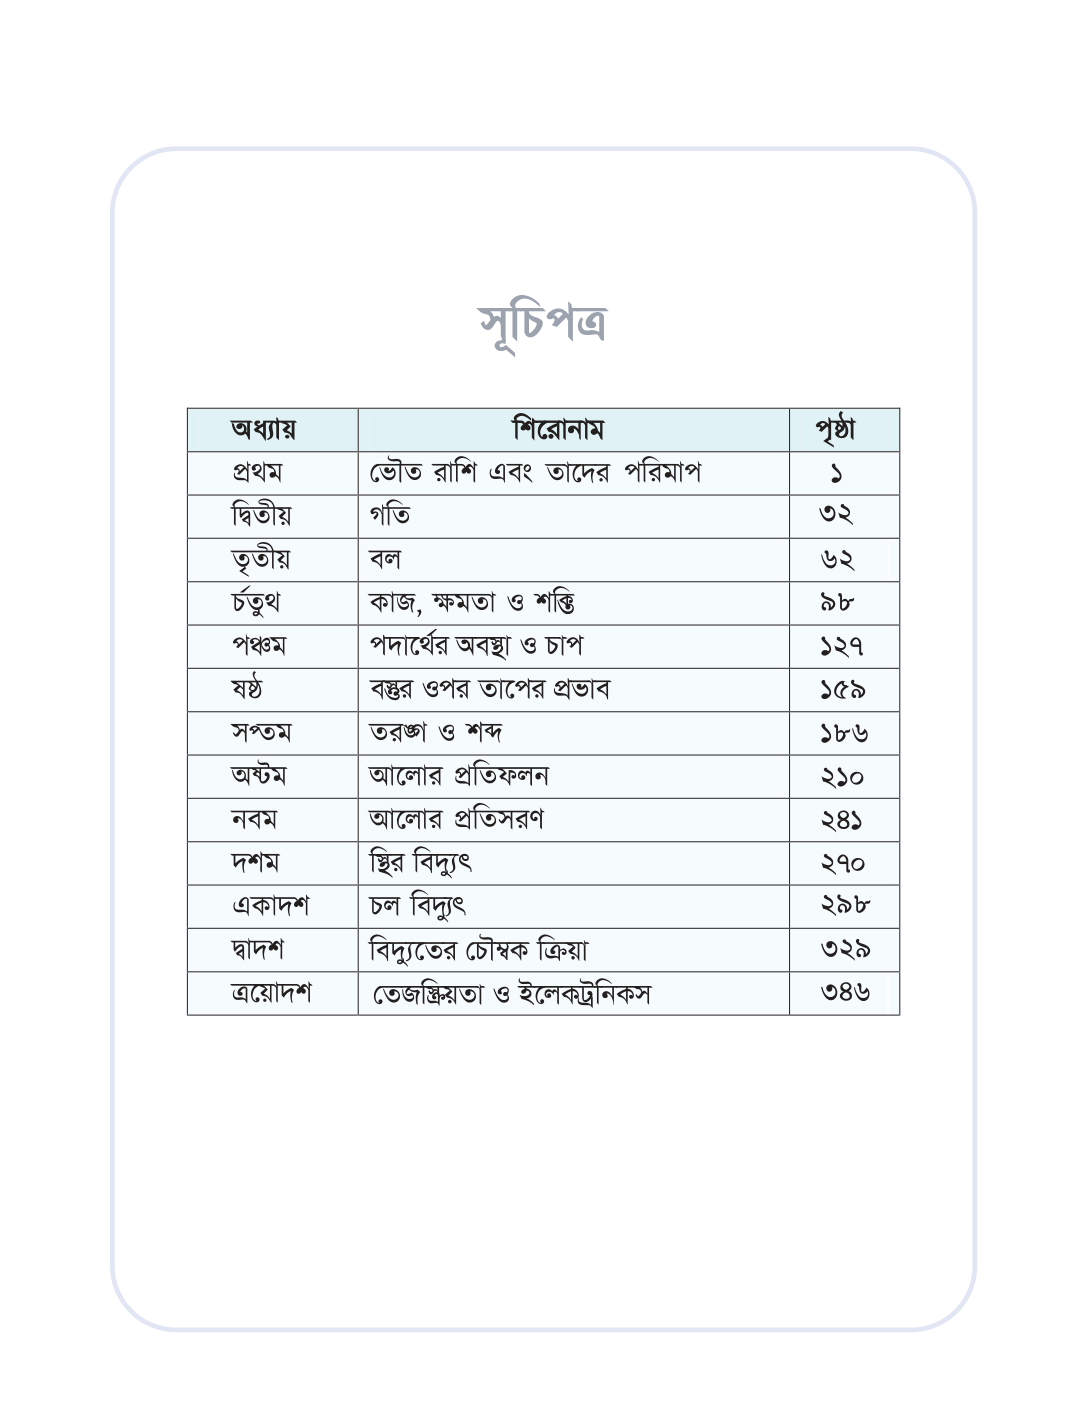 সূচিপত্র
অধ্যায় শিরোনাম পৃষ্ঠা
প্রথম ভৌত রাশি এবং তাদের পরিমাপ ১
দ্বিতীয় গতি ৩২
তৃতীয় বল ৬২
র্চতুথ কাজ, ক্ষমতা ও শক্তি ৯৮
পঞ্চম পদার্থের অবস্থা ও চাপ ১২৭
ষষ্ঠ বস্তুর ওপর তাপের প্রভাব ১৫৯
সপ্তম তরঙ্গ ও শব্দ ১৮৬
অষ্টম আলোর প্রতিফলন ২১০
নবম আলোর প্রতিসরণ ২৪১
দশম স্থির বিদ্যুৎ ২৭০
একাদশ চল বিদ্যুৎ ২৯৮
দ্বাদশ বিদ্যুতের চৌম্বক ক্রিয়া ৩২৯
ত্রয়োদশ তেজস্ক্রিয়তা ও ইলেকট্রনিকস ৩৪৬